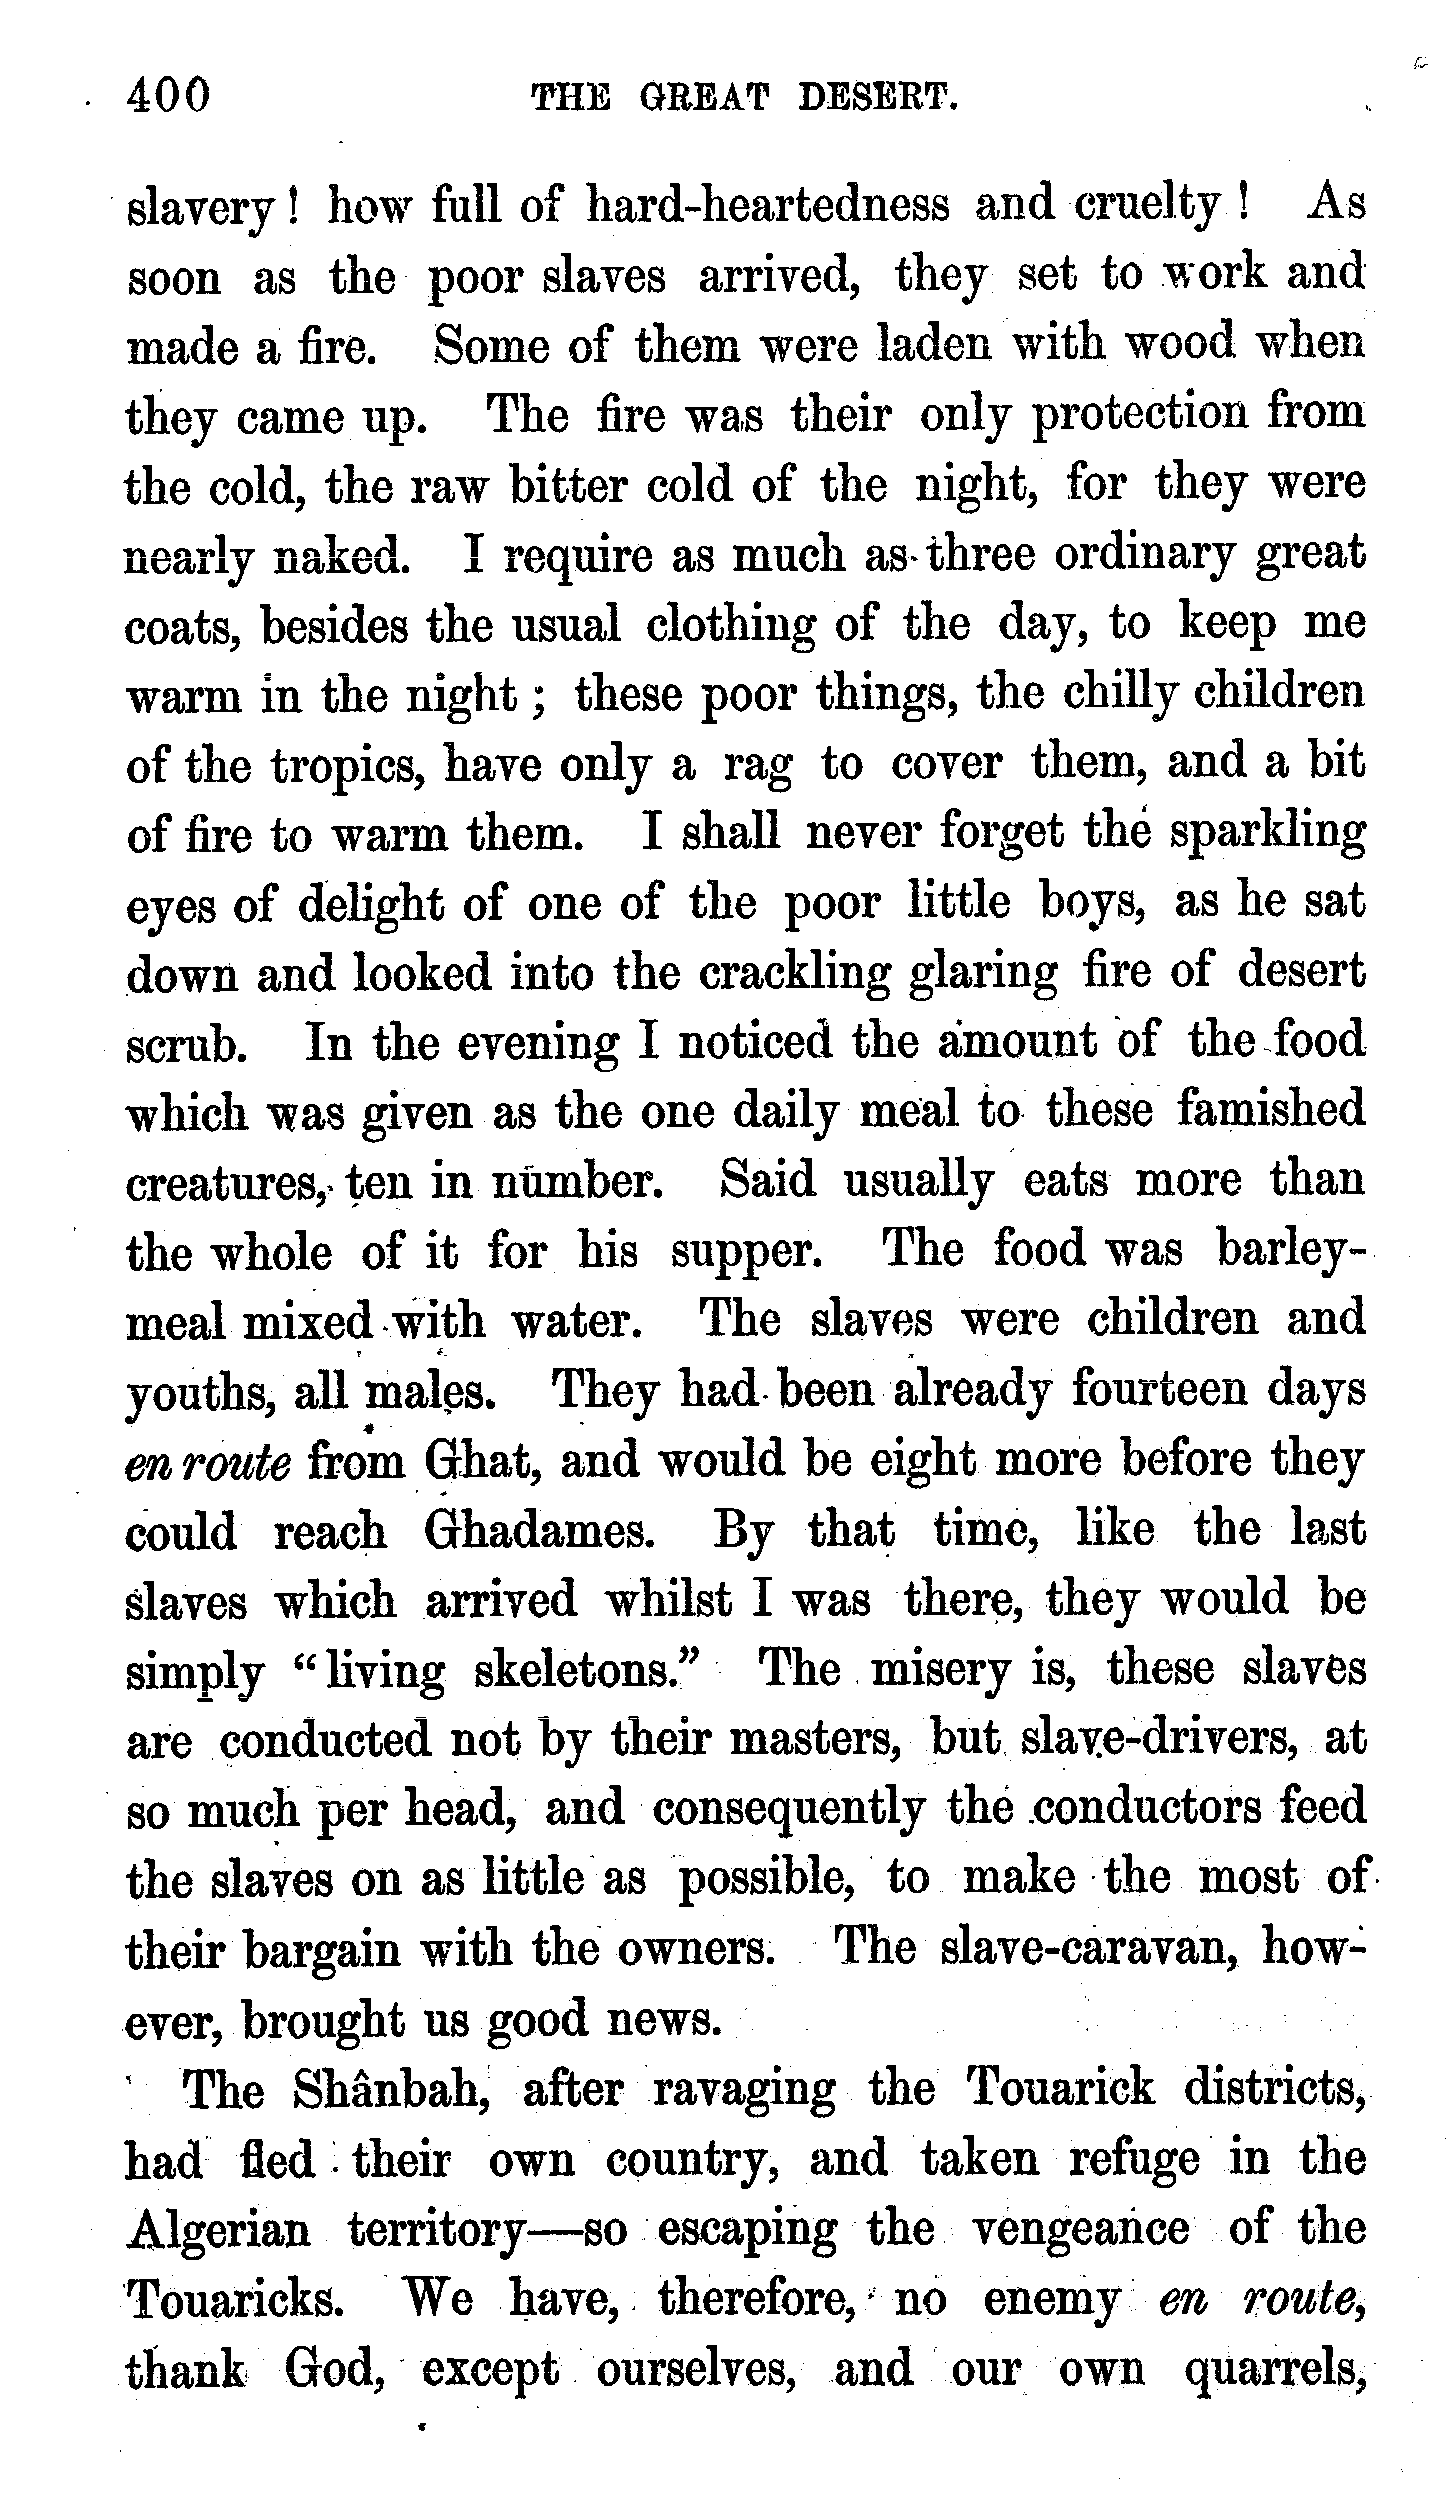 400 THE GREAT DESERT.
slavery! how full of hard-heartedness and cruelty! As
soon as the poor slaves arrived, they set to work and
made a fire. Some of them were laden with wood when
they came up. The fire was their only protection from
the cold, the raw bitter cold of the night, for they were
nearly naked. I require as much as three ordinary great
coats, besides the usual clothing of the day, to keep me
warm in the night; these poor things, the chilly children
of the tropics, have only a rag to cover them, and a bit
of fire to warm them. I shall never forget the sparkling
eyes of delight of one of the poor little boys, as he sat
down and looked into the crackling glaring fire of desert
scrub. In the evening I noticed the amount of the food
which was given as the one daily meal to these famished
creatures, ten in number. Said usually eats more than
the whole of it for his supper. The food was barley-
meal mixed with water. The slaves were children and
youths, all males. They had been already fourteen days
en route from Ghat, and would be eight more before they
could reach Ghadames. By that time, like the last
slaves which arrived whilst I was there, they would be
simply "living skeletons." The misery is, these slaves
are conducted not by their masters, but slave-drivers, at
so much per head, and consequently the conductors feed
the slaves on as little as possible, to make the most of
their bargain with the owners. The slave-caravan, how-
ever, brought us good news.
The Shânbah, after ravaging the Touarick districts,
had fled their own country, and taken refuge in the
Algerian territory—so escaping the vengeance of the
Touaricks. We have, therefore, no enemy en route,
thank God, except ourselves, and our own quarrels,